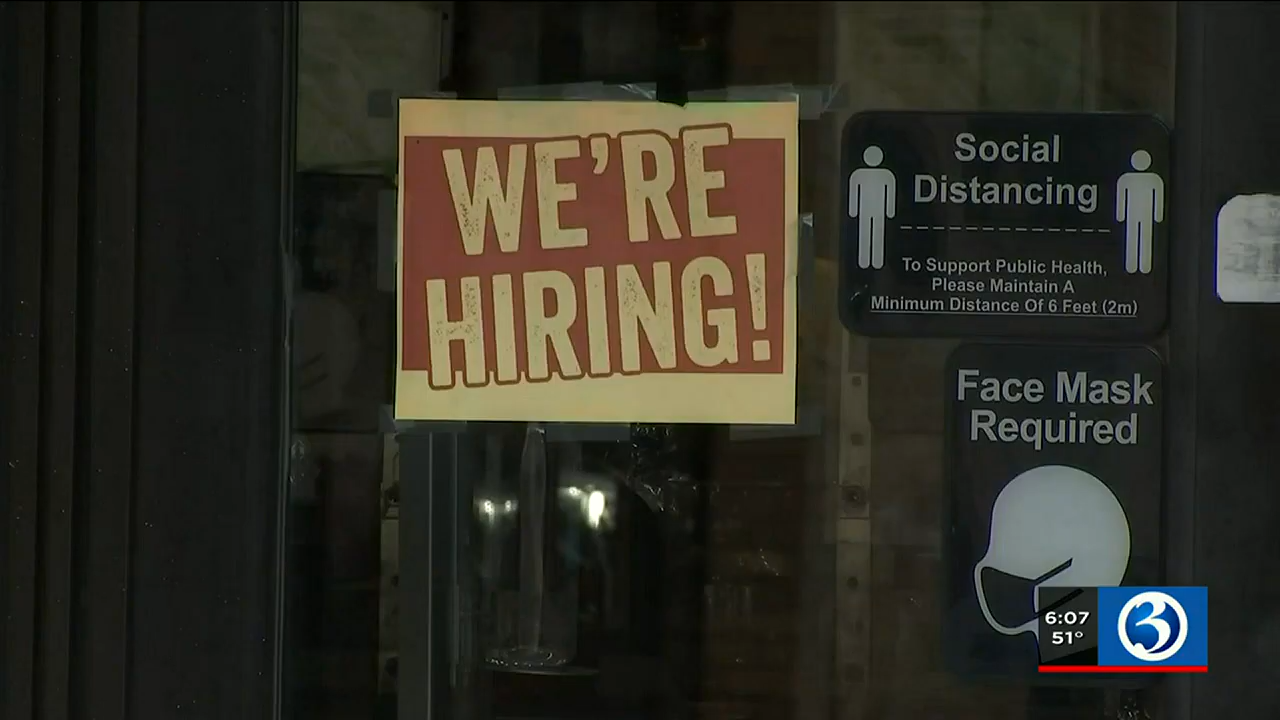 WE'RE
HIRING!
Social
Distancing
To Support Public Health,
Please Maintain A
Minimum Distance Of 6 Feet (2m)
Face Mask
Required
6:07
51°
3